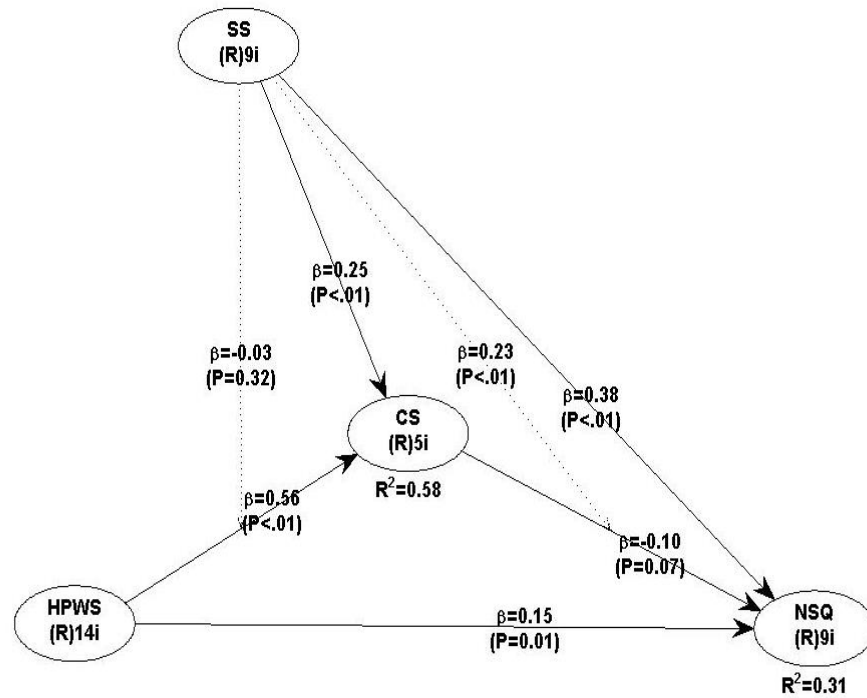 SS
(R)9i
β=0.25
(P<.01)
β=-0.03
(P=0.32)
β=0.23
(P<.01)
β=0.38
(P<.01)
CS
(R)5i
R²=0.58
β=0.56
(P<.01)
β=-0.10
(P=0.07)
HPWS
(R)14i
β=0.15
(P=0.01)
NSQ
(R)9i
R²=0.31